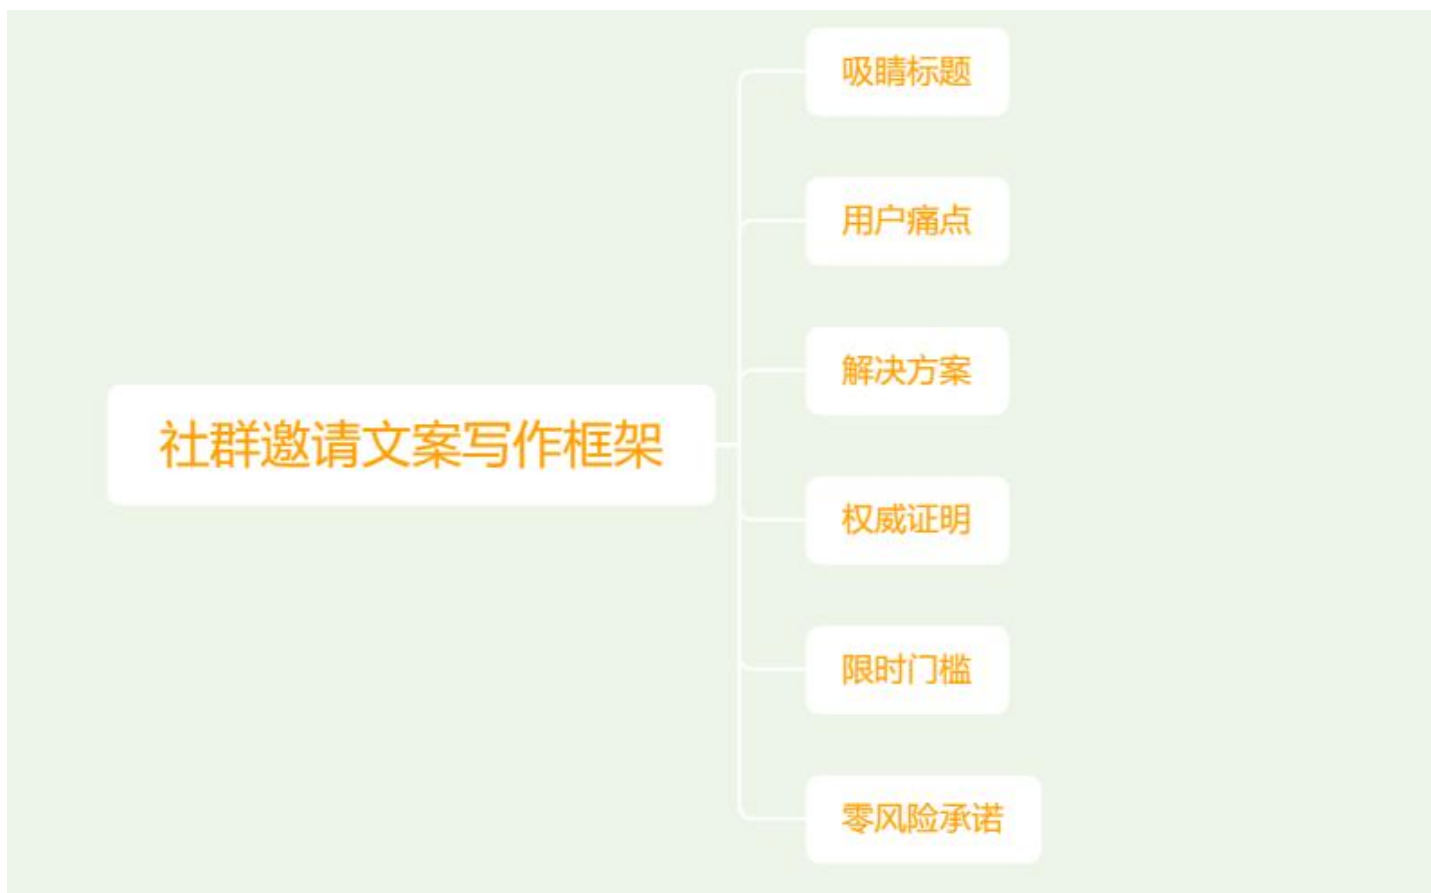 吸睛标题
用户痛点
解决方案
社群邀请文案写作框架
权威证明
限时门槛
零风险承诺